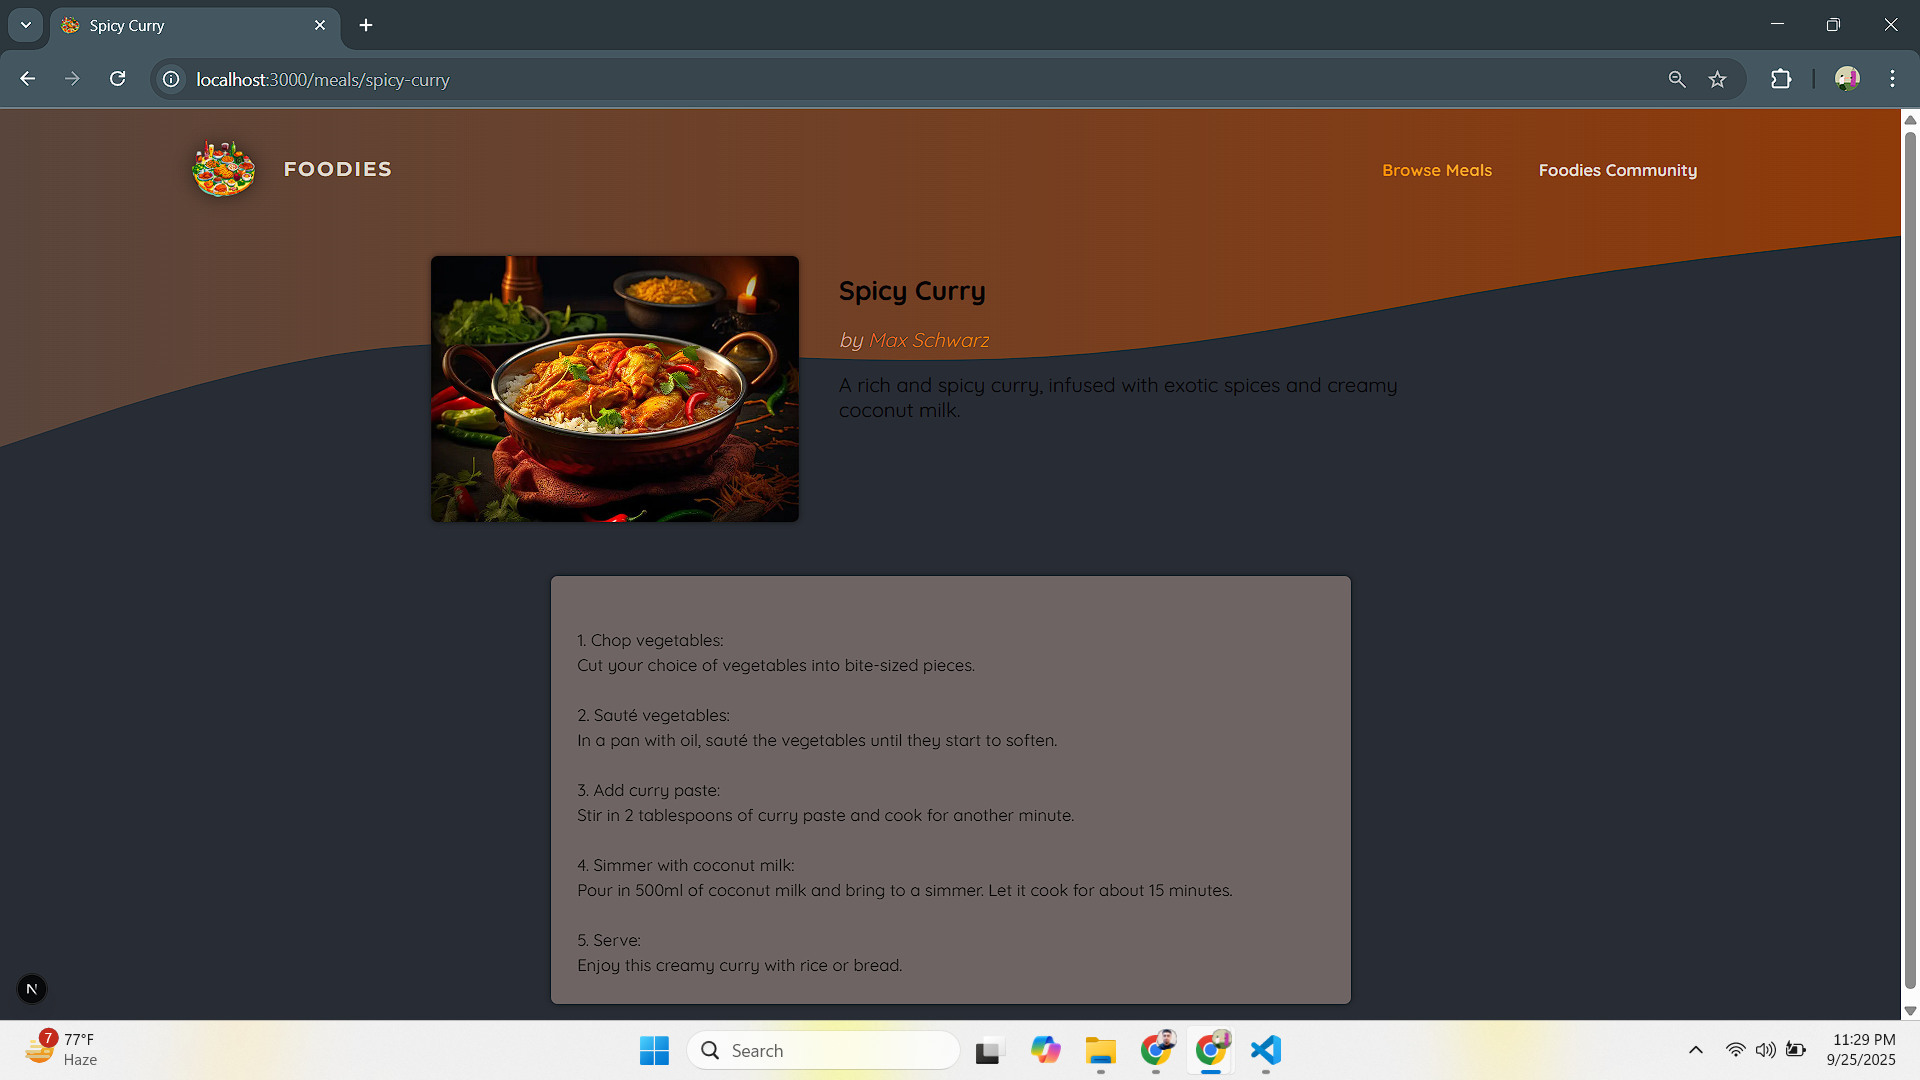 Spicy Curry
localhost:3000/meals/spicy-curry
FOODIES
Browse Meals
Foodies Community
Spicy Curry
by Max Schwarz
A rich and spicy curry, infused with exotic spices and creamy
coconut milk.
1. Chop vegetables:
Cut your choice of vegetables into bite-sized pieces.
2. Sauté vegetables:
In a pan with oil, sauté the vegetables until they start to soften.
3. Add curry paste:
Stir in 2 tablespoons of curry paste and cook for another minute.
4. Simmer with coconut milk:
Pour in 500ml of coconut milk and bring to a simmer. Let it cook for about 15 minutes.
5. Serve:
Enjoy this creamy curry with rice or bread.
N
7
77°F
Haze
Search
11:29 PM
9/25/2025